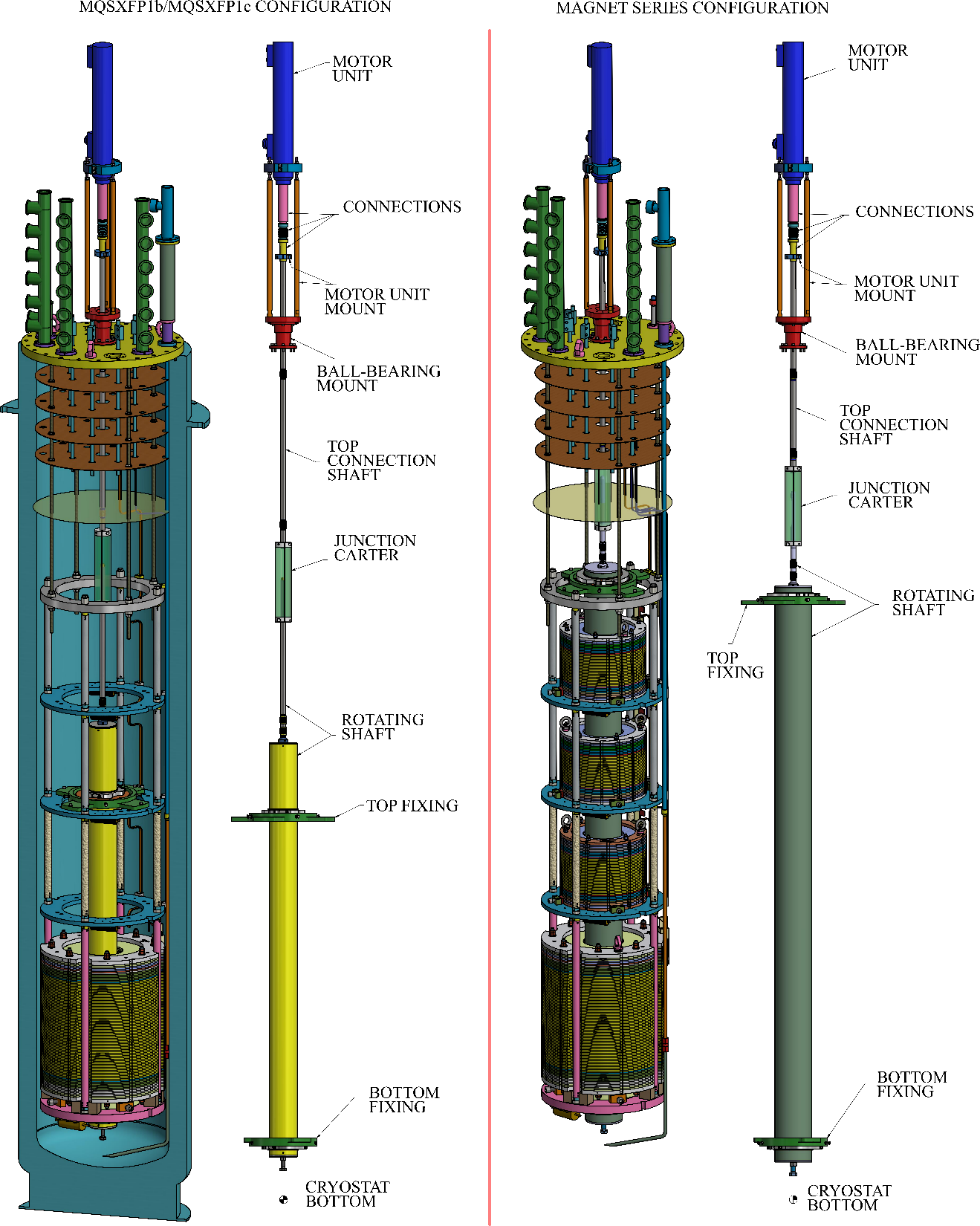 MQSXFP1b/MQSXFP1c CONFIGURATION
MOTOR
UNIT
CONNECTIONS
MOTOR UNIT
MOUNT
BALL-BEARING
MOUNT
TOP
CONNECTION
SHAFT
JUNCTION
CARTER
ROTATING
SHAFT
TOP FIXING
BOTTOM
FIXING
CRYOSTAT
BOTTOM
MAGNET SERIES CONFIGURATION
MOTOR
UNIT
CONNECTIONS
MOTOR UNIT
MOUNT
BALL-BEARING
MOUNT
TOP
CONNECTION
SHAFT
JUNCTION
CARTER
ROTATING
SHAFT
TOP
FIXING
BOTTOM
FIXING
CRYOSTAT
BOTTOM